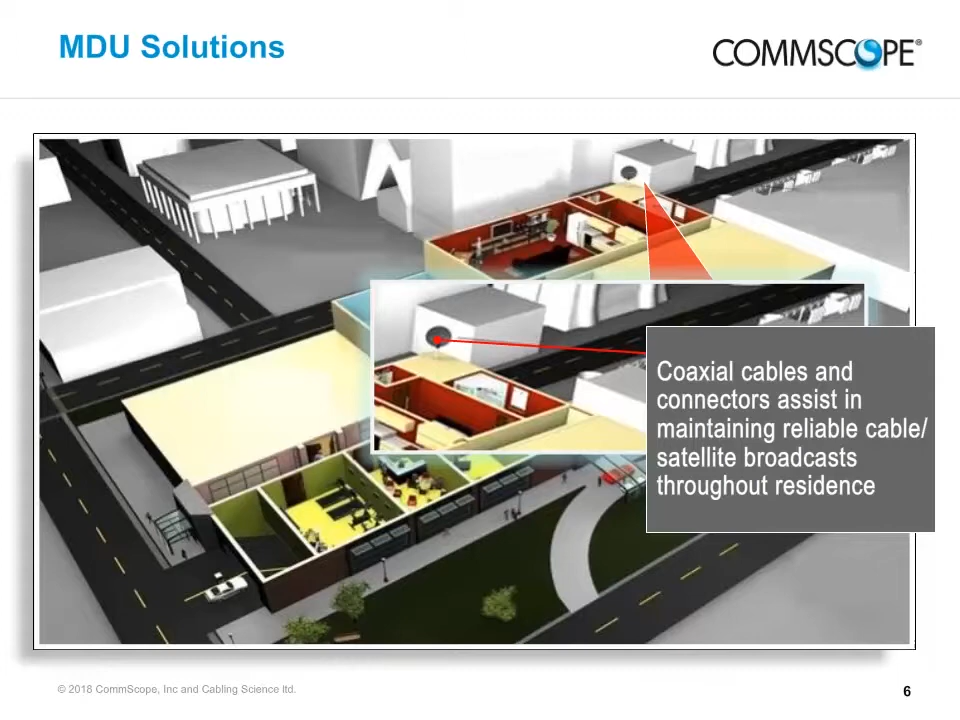 MDU Solutions
COMMSCOPE®
Coaxial cables and
connectors assist in
maintaining reliable cable/
satellite broadcasts
throughout residence
© 2018 CommScope, Inc and Cabling Science ltd.
6